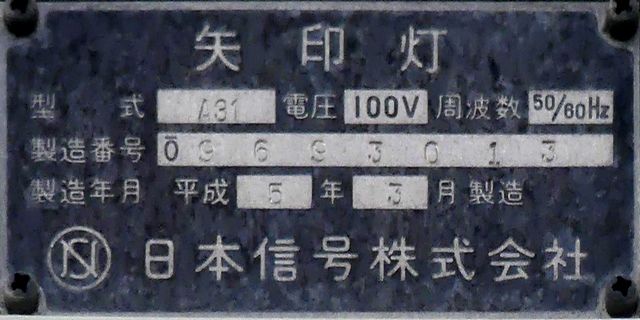 矢印灯
型式 A31 電圧 100V 周波数 50/60Hz
製造番号 09693013
製造年月 平成 5 年 3 月 製造
NS 日本信号株式会社